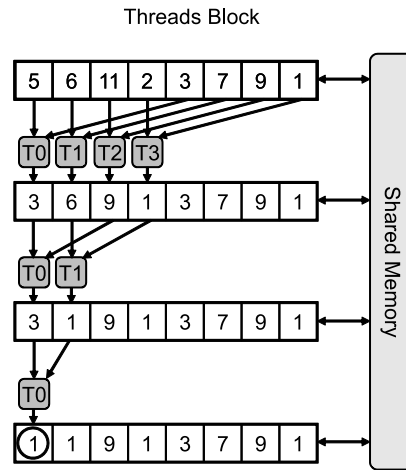 Threads Block
5 6 11 2 3 7 9 1
T0 T1 T2 T3
3 6 9 1 3 7 9 1
T0 T1
3 1 9 1 3 7 9 1
T0
1 1 9 1 3 7 9 1
Shared Memory